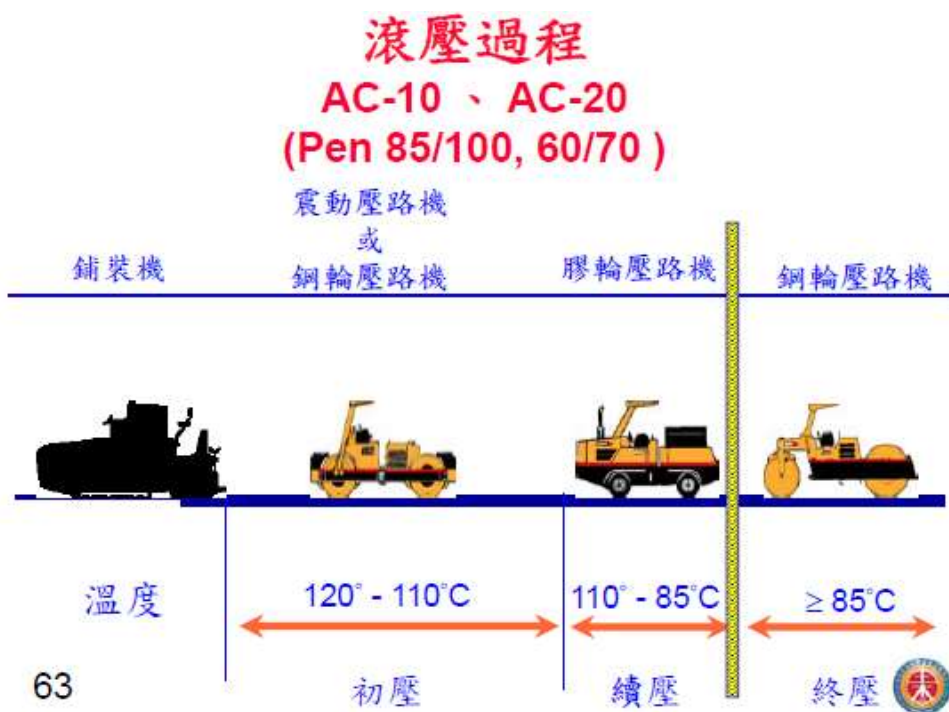 滾壓過程
AC-10 、 AC-20
(Pen 85/100, 60/70 )
震動壓路機
或
鋪裝機 鋼輪壓路機 膠輪壓路機 鋼輪壓路機
溫度 120° - 110°C 110° - 85°C ≥ 85°C
63 初壓 續壓 終壓